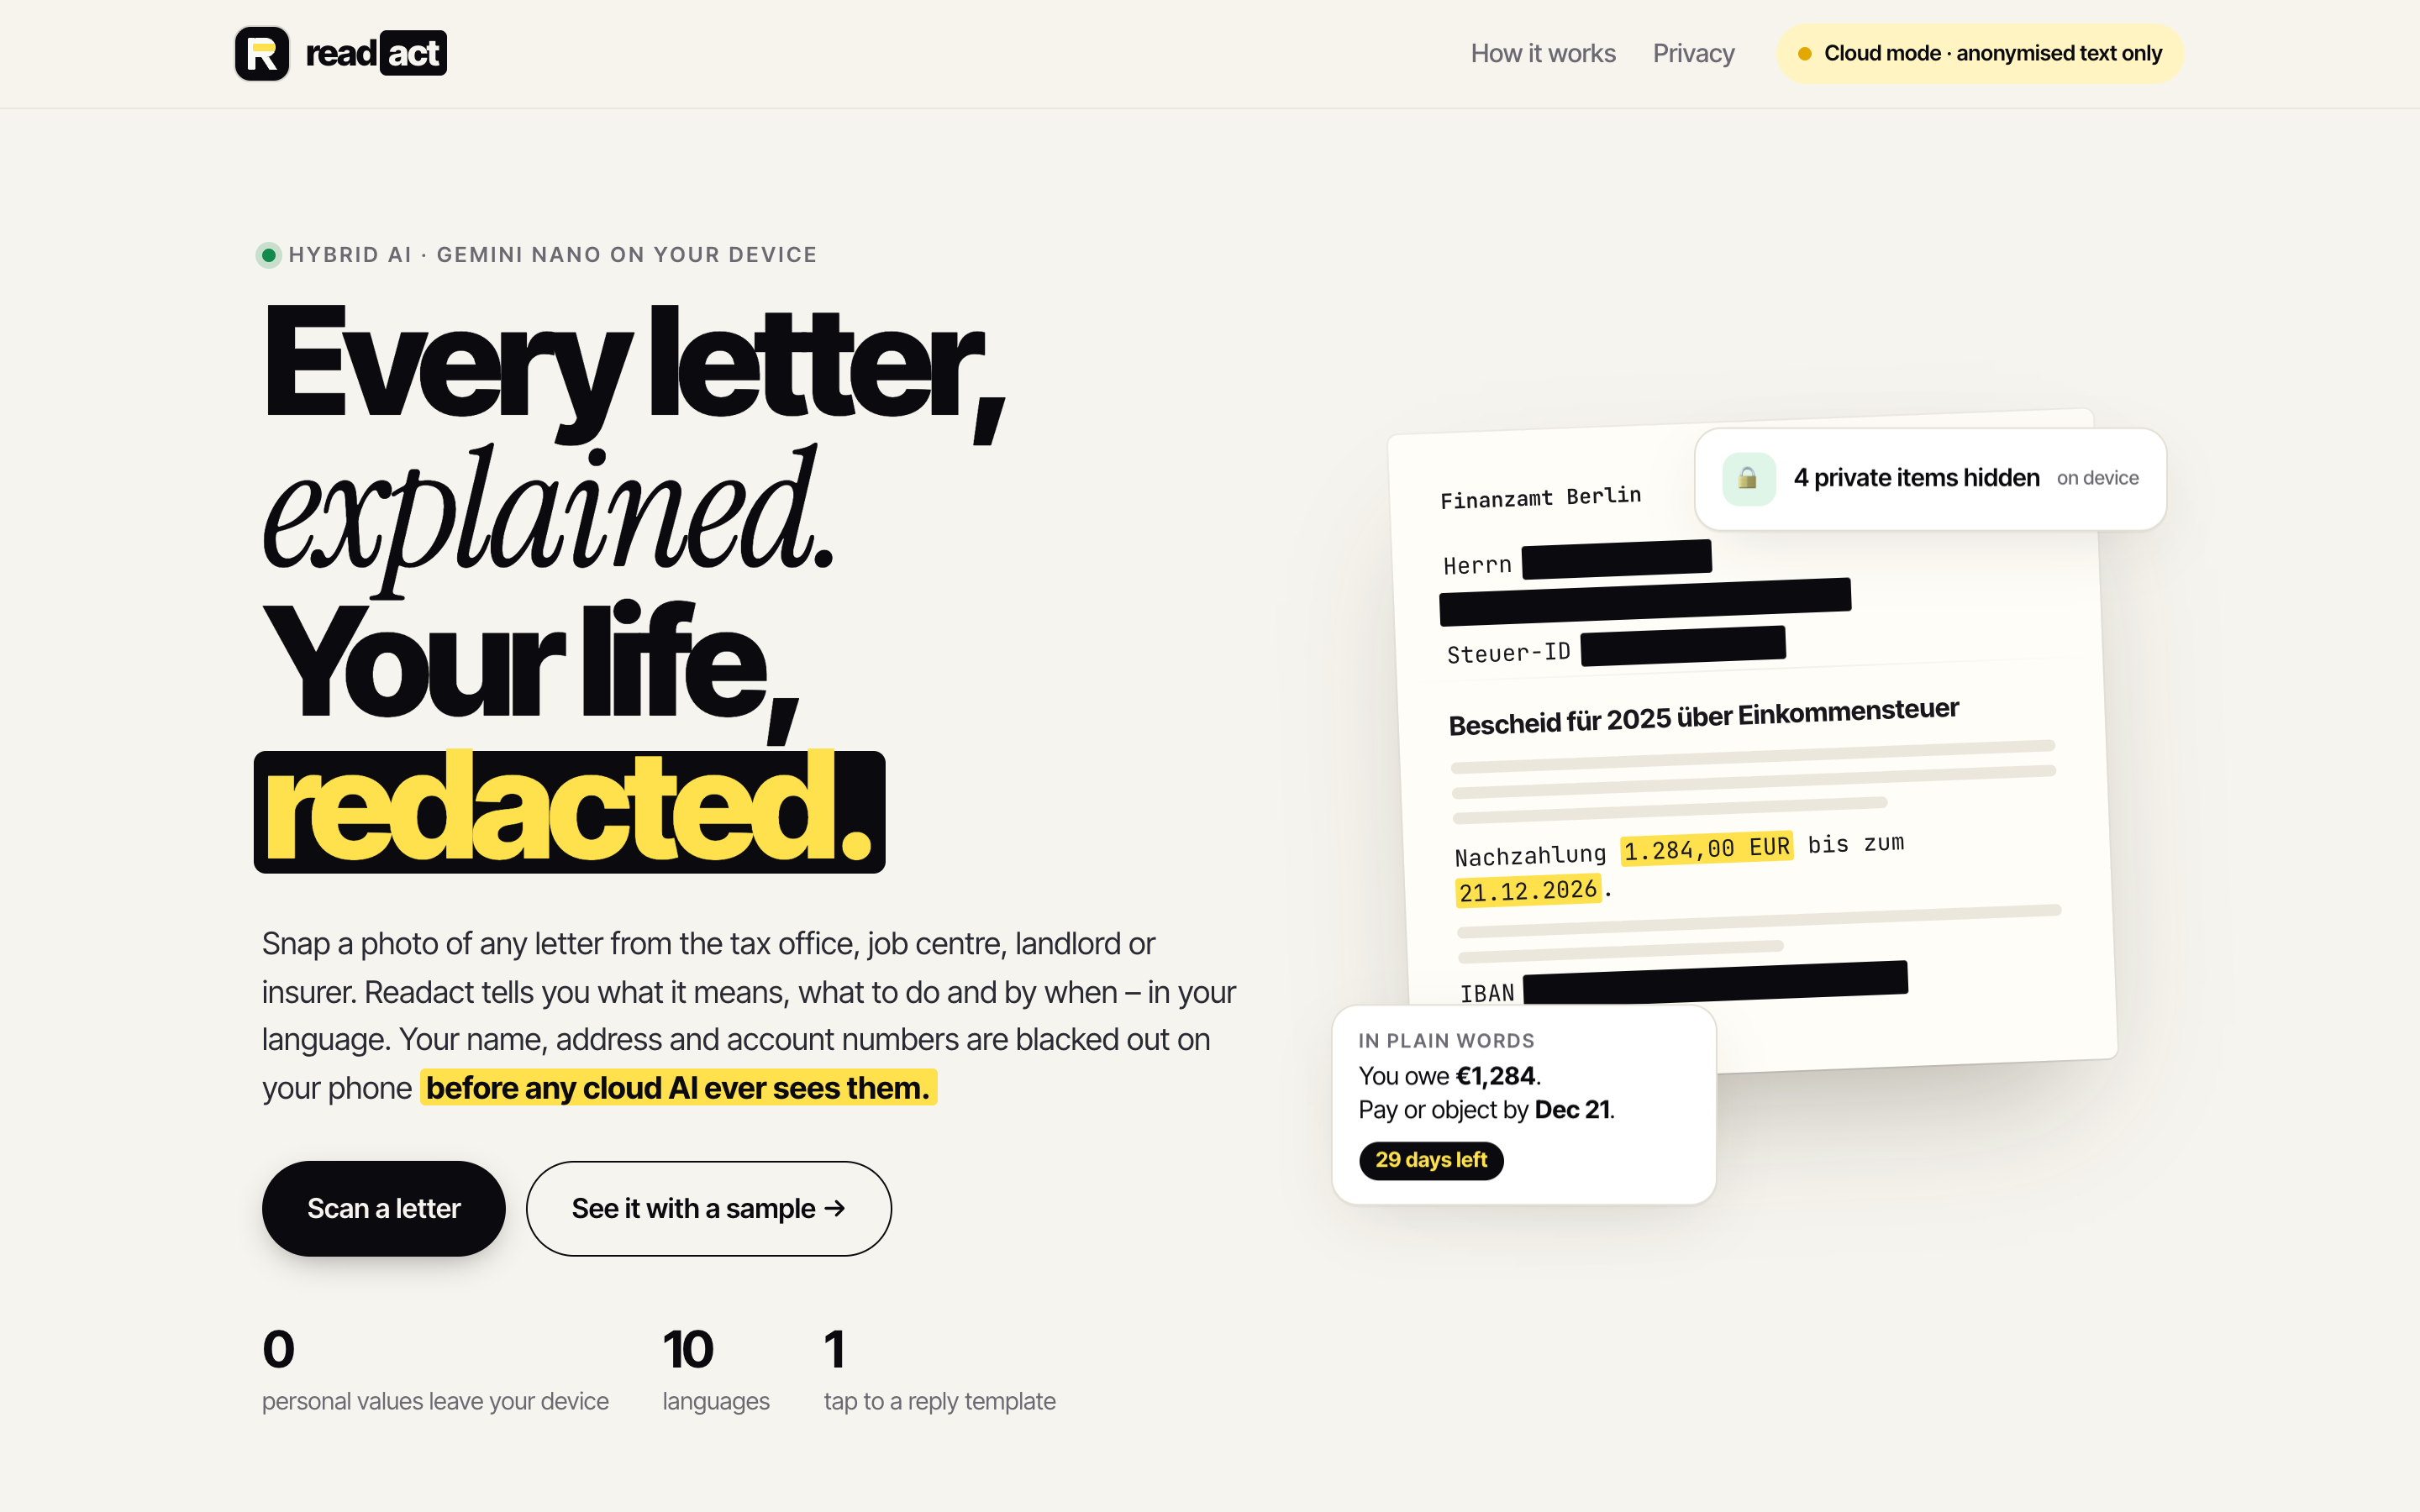 R readact
How it works
Privacy
Cloud mode · anonymised text only
HYBRID AI · GEMINI NANO ON YOUR DEVICE
Every letter,
explained.
Your life,
redacted.
Snap a photo of any letter from the tax office, job centre, landlord or
insurer. Readact tells you what it means, what to do and by when – in your
language. Your name, address and account numbers are blacked out on
your phone before any cloud AI ever sees them.
Scan a letter
See it with a sample →
0
personal values leave your device
10
languages
1
tap to a reply template
4 private items hidden on device
Finanzamt Berlin
Herrn
Steuer-ID
Bescheid für 2025 über Einkommensteuer
Nachzahlung 1.284,00 EUR bis zum
21.12.2026.
IBAN
IN PLAIN WORDS
You owe €1,284.
Pay or object by Dec 21.
29 days left